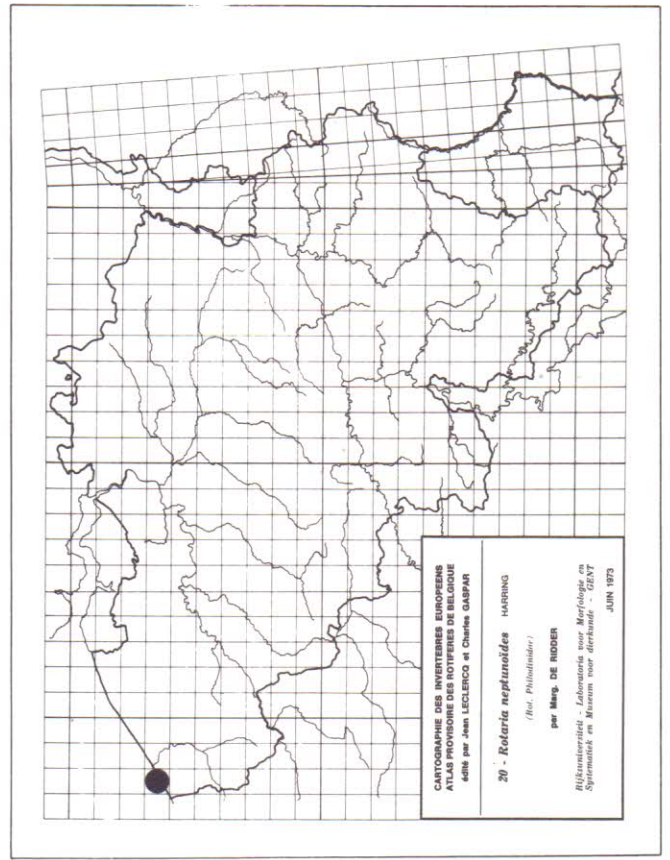 CARTOGRAPHIE DES INVERTEBRES EUROPEENS
ATLAS PROVISOIRE DES ROTIFERES DE BELGIQUE
édité par Jean LECLERCQ et Charles GASPAR
20 - Rotaria neptunoïdes HARRING
(Rot. Philodinidae)
par Marg. DE RIDDER
Rijksuniversiteit - Laboratoria voor Morfologie en
Systematiek en Museum voor dierkunde - GENT
JUIN 1973